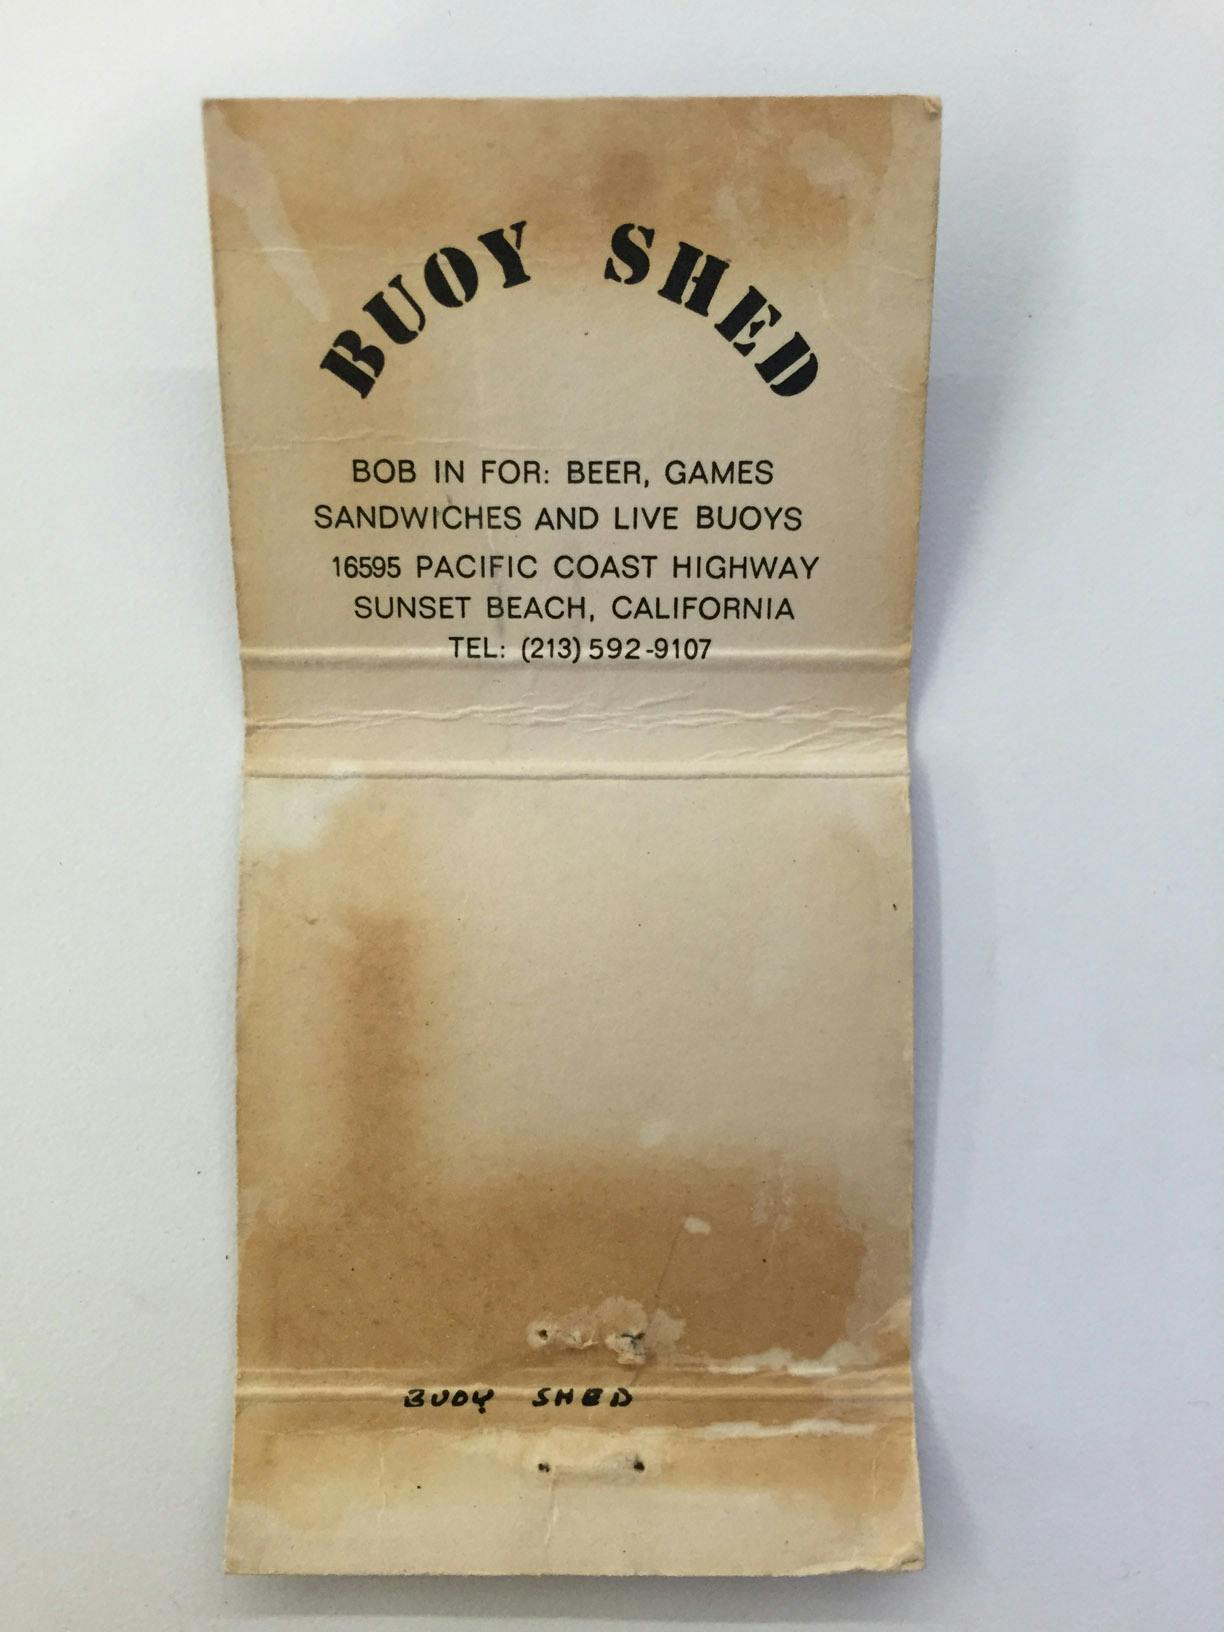 BUOY SHED
BOB IN FOR: BEER, GAMES
SANDWICHES AND LIVE BUOYS
16595 PACIFIC COAST HIGHWAY
SUNSET BEACH, CALIFORNIA
TEL: (213) 592-9107
BUOY SHED